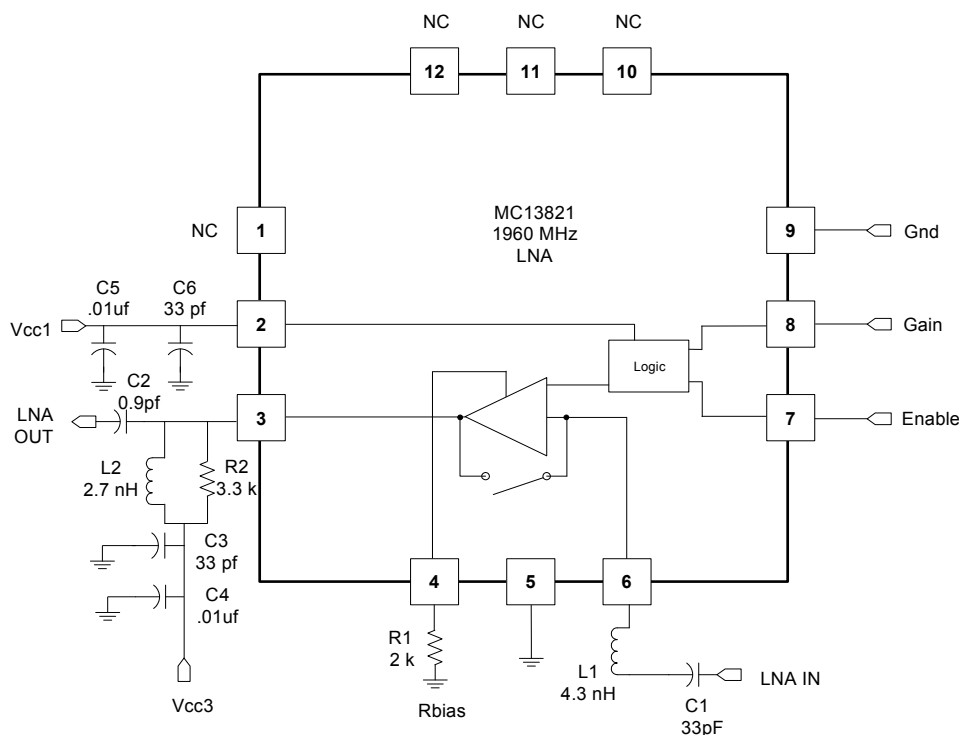 NC
NC
NC
12
11
10
NC
1
MC13821
1960 MHz
LNA
9
Gnd
C5
.01uf
C6
33 pf
Vcc1
2
8
Gain
Logic
C2
0.9pf
LNA
OUT
3
7
Enable
L2
2.7 nH
R2
3.3 k
C3
33 pf
C4
.01uf
4
5
6
R1
2 k
L1
4.3 nH
LNA IN
C1
33pF
Vcc3
Rbias